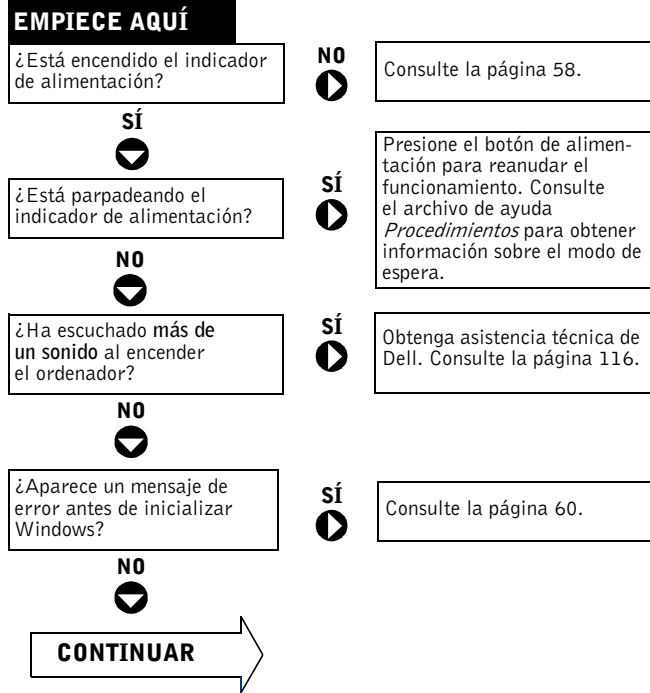 EMPIECE AQUÍ
¿Está encendido el indicador
de alimentación?
NO
Consulte la página 58.
SÍ
¿Está parpadeando el
indicador de alimentación?
SÍ
Presione el botón de alimen-
tación para reanudar el
funcionamiento. Consulte
el archivo de ayuda
Procedimientos para obtener
información sobre el modo de
espera.
NO
¿Ha escuchado más de
un sonido al encender
el ordenador?
SÍ
Obtenga asistencia técnica de
Dell. Consulte la página 116.
NO
¿Aparece un mensaje de
error antes de inicializar
Windows?
SÍ
Consulte la página 60.
NO
CONTINUAR